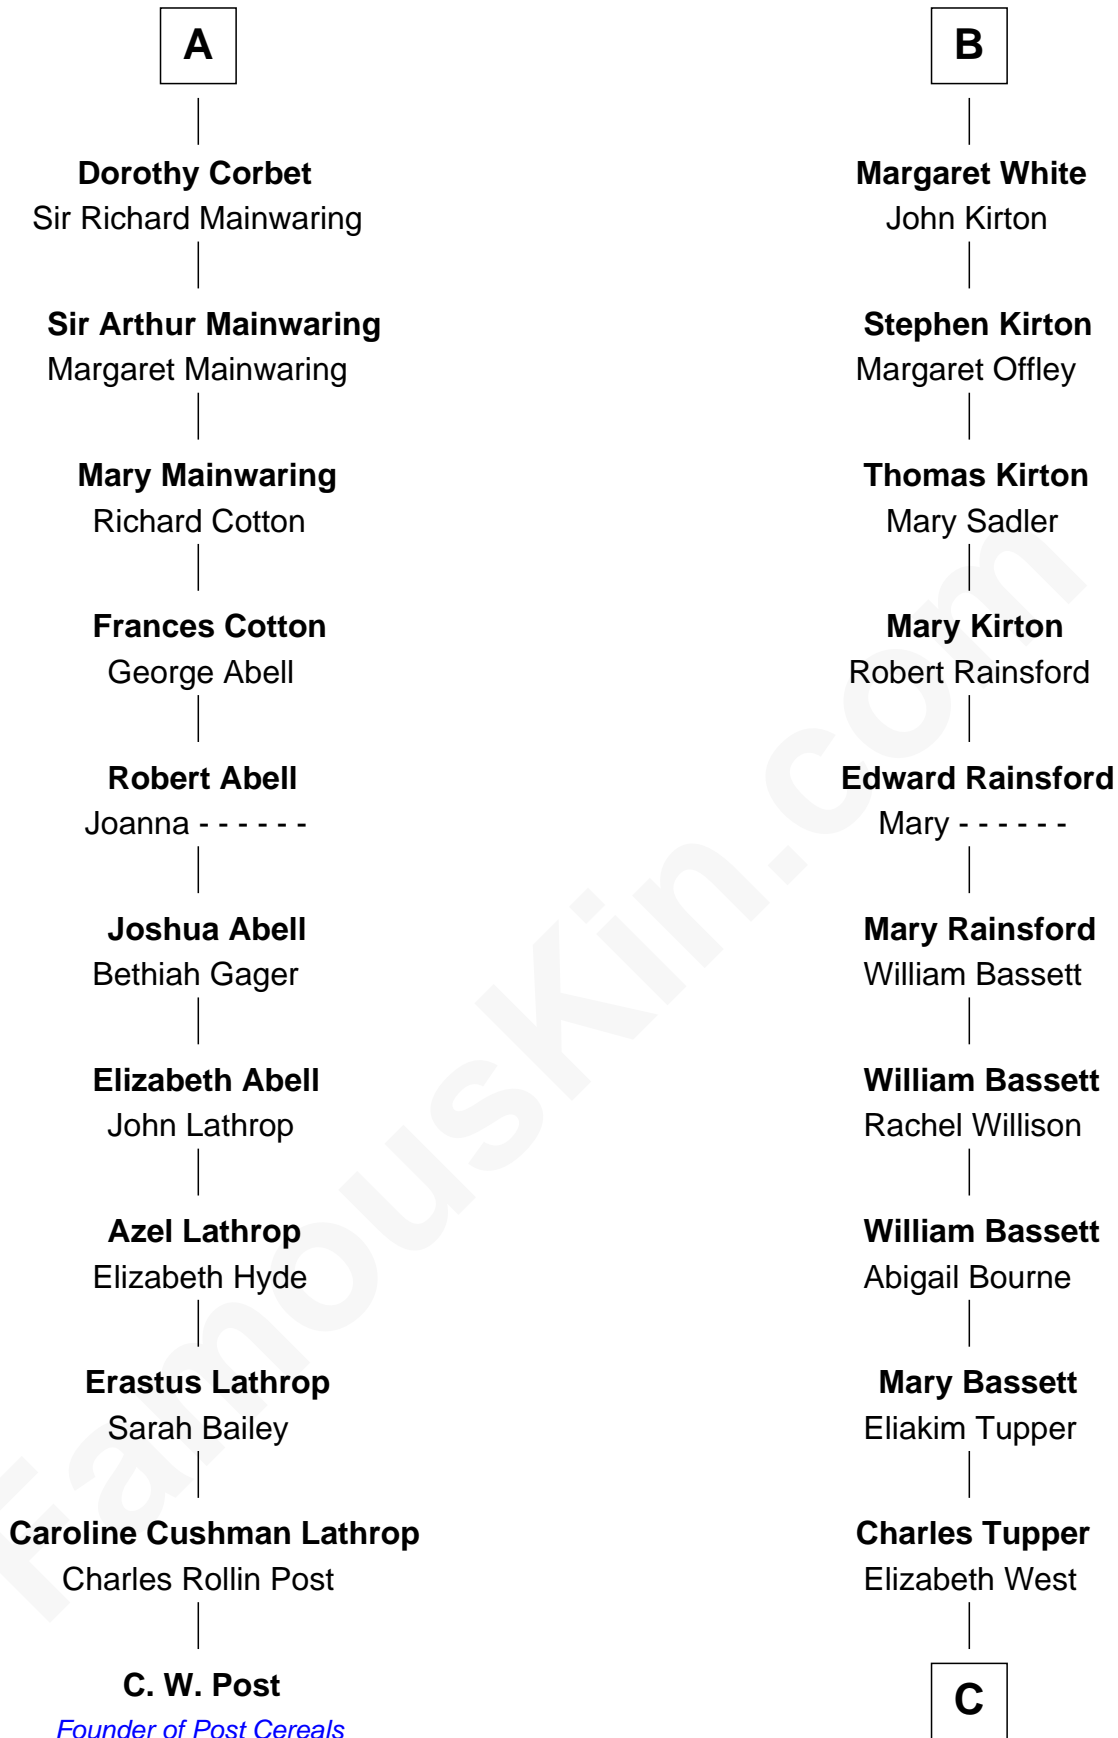 A
Dorothy Corbet
Sir Richard Mainwaring
Sir Arthur Mainwaring
Margaret Mainwaring
Mary Mainwaring
Richard Cotton
Frances Cotton
George Abell
Robert Abell
Joanna - - - - - -
Joshua Abell
Bethiah Gager
Elizabeth Abell
John Lathrop
Azel Lathrop
Elizabeth Hyde
Erastus Lathrop
Sarah Bailey
Caroline Cushman Lathrop
Charles Rollin Post
C. W. Post
Founder of Post Cereals
B
Margaret White
John Kirton
Stephen Kirton
Margaret Offley
Thomas Kirton
Mary Sadler
Mary Kirton
Robert Rainsford
Edward Rainsford
Mary - - - - - -
Mary Rainsford
William Bassett
William Bassett
Rachel Willison
William Bassett
Abigail Bourne
Mary Bassett
Eliakim Tupper
Charles Tupper
Elizabeth West
C
FamousKin.com